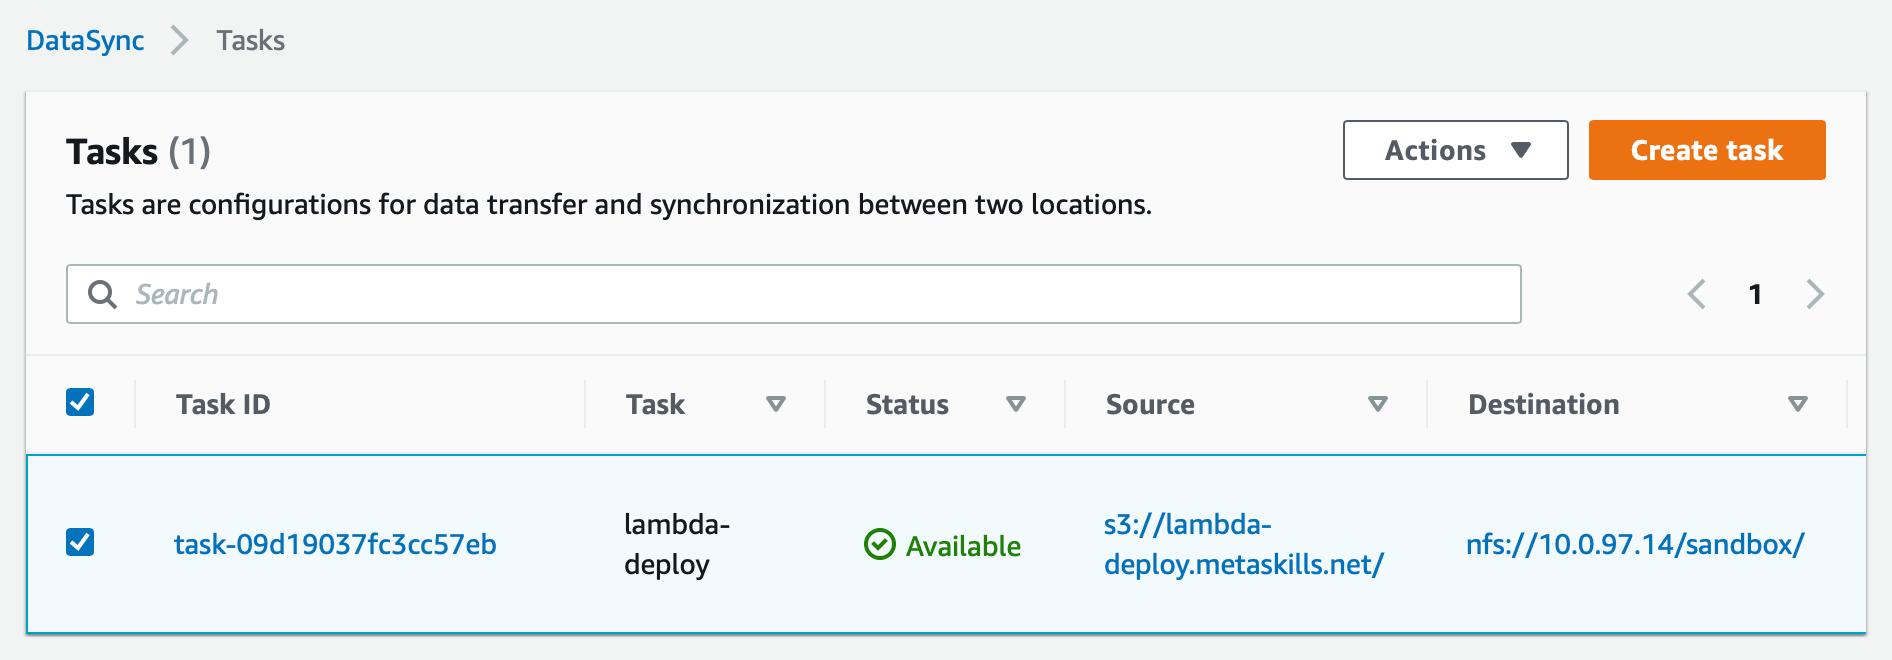 DataSync > Tasks
Tasks (1)
Actions
Create task
Tasks are configurations for data transfer and synchronization between two locations.
Search
1
Task ID
Task
Status
Source
Destination
task-09d19037fc3cc57eb
lambda-
deploy
Available
s3://lambda-
deploy.metaskills.net/
nfs://10.0.97.14/sandbox/